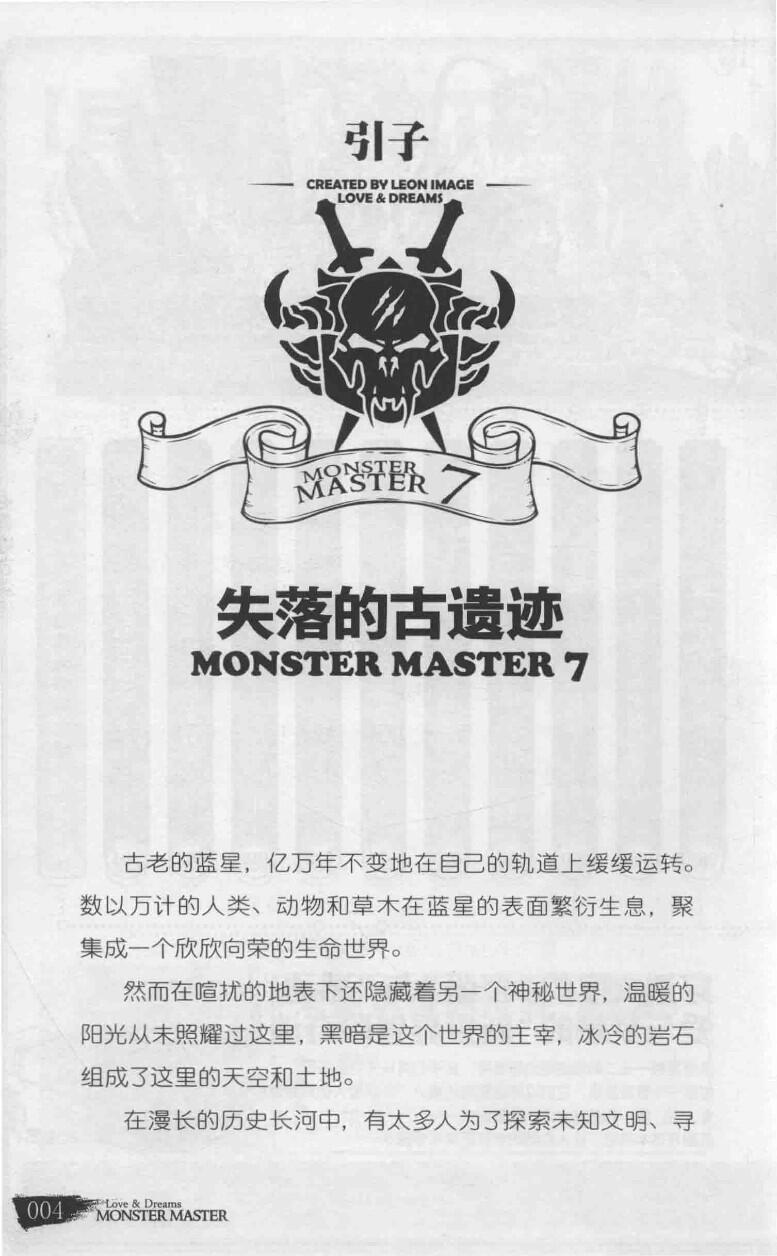 引子
CREATED BY LEON IMAGE
LOVE & DREAMS
MONSTER
MASTER 7
失落的古遗迹
MONSTER MASTER 7
古老的蓝星，亿万年不变地在自己的轨道上缓缓运转。
数以万计的人类、动物和草木在蓝星的表面繁衍生息，聚
集成一个欣欣向荣的生命世界。
然而在喧扰的地表下还隐藏着另一个神秘世界，温暖的
阳光从未照耀过这里，黑暗是这个世界的主宰，冰冷的岩石
组成了这里的天空和土地。
在漫长的历史长河中，有太多人为了探索未知文明、寻
004
Love & Dreams
MONSTER MASTER